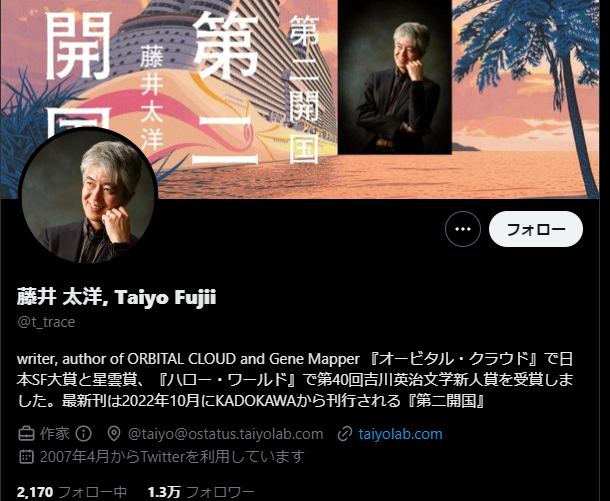 第二開国
藤井太洋
第二開国
フォロー
藤井 太洋, Taiyo Fujii
@t_trace
writer, author of ORBITAL CLOUD and Gene Mapper 『オービタル・クラウド』で日
本SF大賞と星雲賞、『ハロー・ワールド』で第40回吉川英治文学新人賞を受賞しま
した。最新刊は2022年10月にKADOKAWAから刊行される『第二開国』
作家 @taiyo@ostatus.taiyolab.com taiyolab.com
2007年4月からTwitterを利用しています
2,170 フォロー中 1.3万 フォロワー